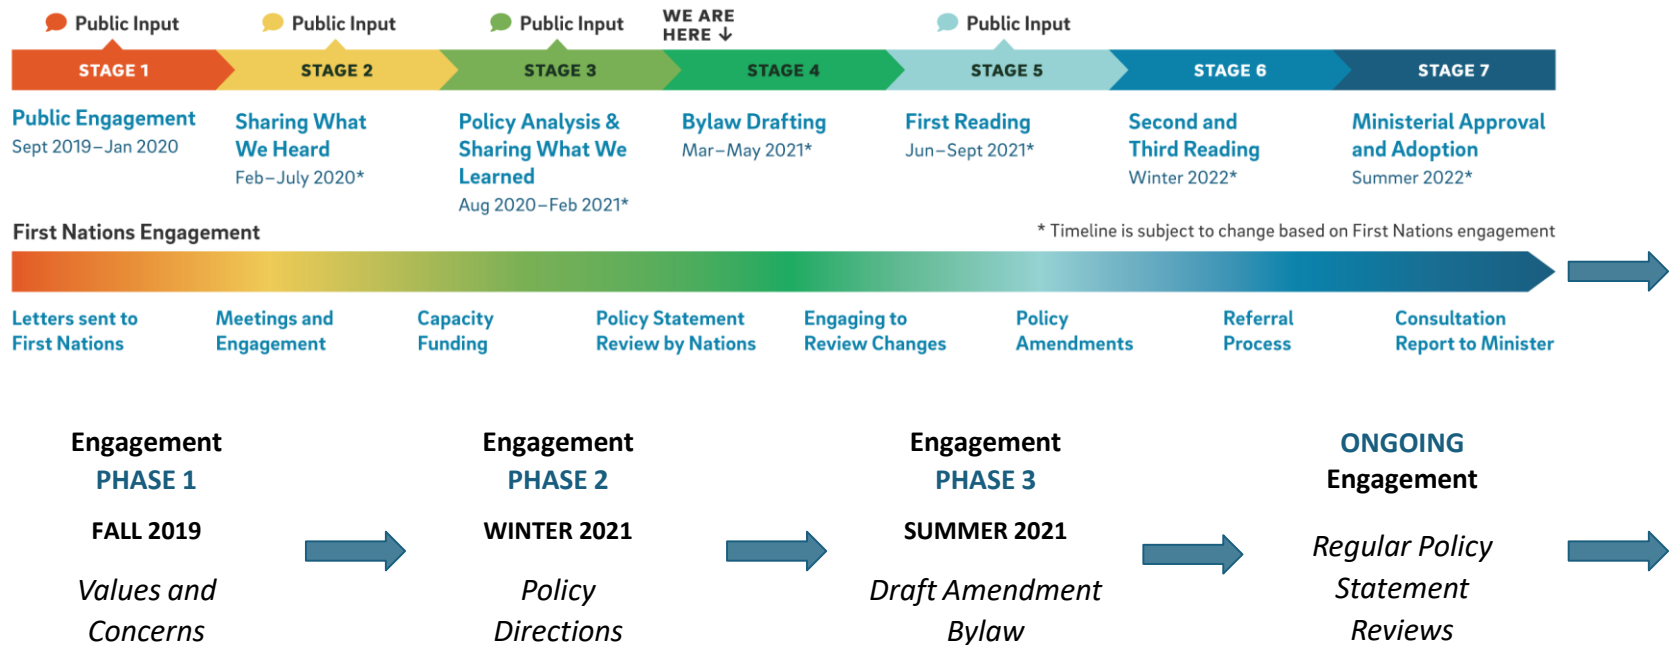 Public Input
Public Input
Public Input
WE ARE
HERE ↓
Public Input
STAGE 1
STAGE 2
STAGE 3
STAGE 4
STAGE 5
STAGE 6
STAGE 7
Public Engagement
Sept 2019–Jan 2020
Sharing What
We Heard
Feb–July 2020*
Policy Analysis &
Sharing What We
Learned
Aug 2020–Feb 2021*
Bylaw Drafting
Mar–May 2021*
First Reading
Jun–Sept 2021*
Second and
Third Reading
Winter 2022*
Ministerial Approval
and Adoption
Summer 2022*
First Nations Engagement
* Timeline is subject to change based on First Nations engagement
Letters sent to
First Nations
Meetings and
Engagement
Capacity
Funding
Policy Statement
Review by Nations
Engaging to
Review Changes
Policy
Amendments
Referral
Process
Consultation
Report to Minister
Engagement
PHASE 1
FALL 2019
Values and
Concerns
Engagement
PHASE 2
WINTER 2021
Policy
Directions
Engagement
PHASE 3
SUMMER 2021
Draft Amendment
Bylaw
ONGOING
Engagement
Regular Policy
Statement
Reviews